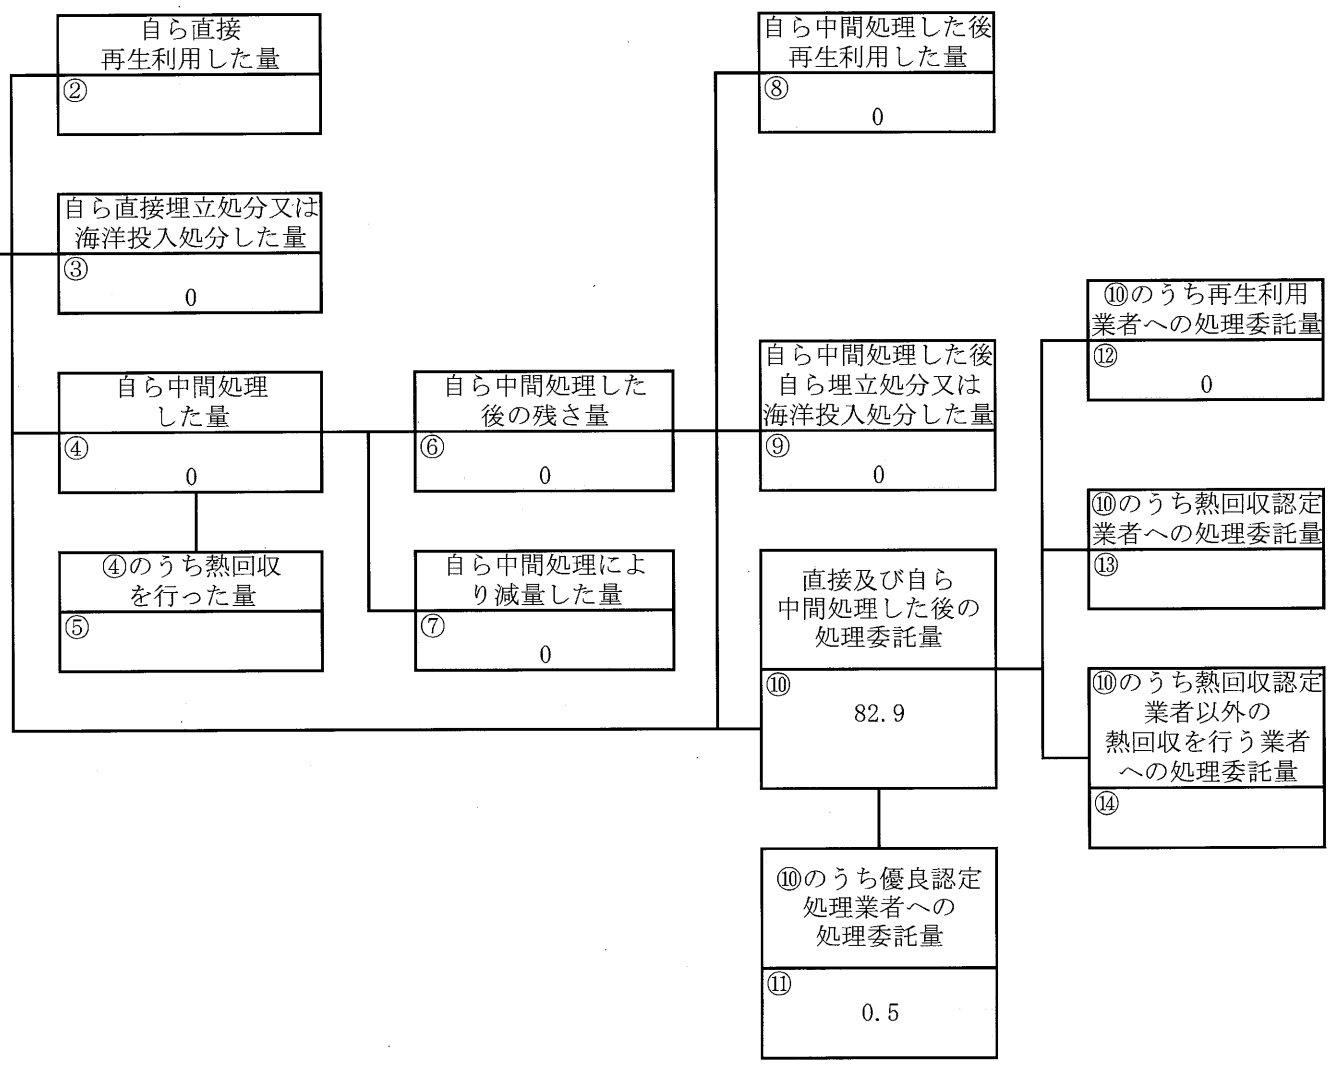 自ら直接
再生利用した量
②
自ら直接埋立処分又は
海洋投入処分した量
③
0
自ら中間処理
した量
④
0
④のうち熱回収
を行った量
⑤
自ら中間処理した
後の残さ量
⑥
0
自ら中間処理によ
り減量した量
⑦
0
自ら中間処理した後
再生利用した量
⑧
0
自ら中間処理した後
自ら埋立処分又は
海洋投入処分した量
⑨
0
直接及び自ら
中間処理した後の
処理委託量
⑩
82.9
⑩のうち優良認定
処理業者への
処理委託量
⑪
0.5
⑩のうち再生利用
業者への処理委託量
⑫
0
⑩のうち熱回収認定
業者への処理委託量
⑬
⑩のうち熱回収認定
業者以外の
熱回収を行う業者
への処理委託量
⑭